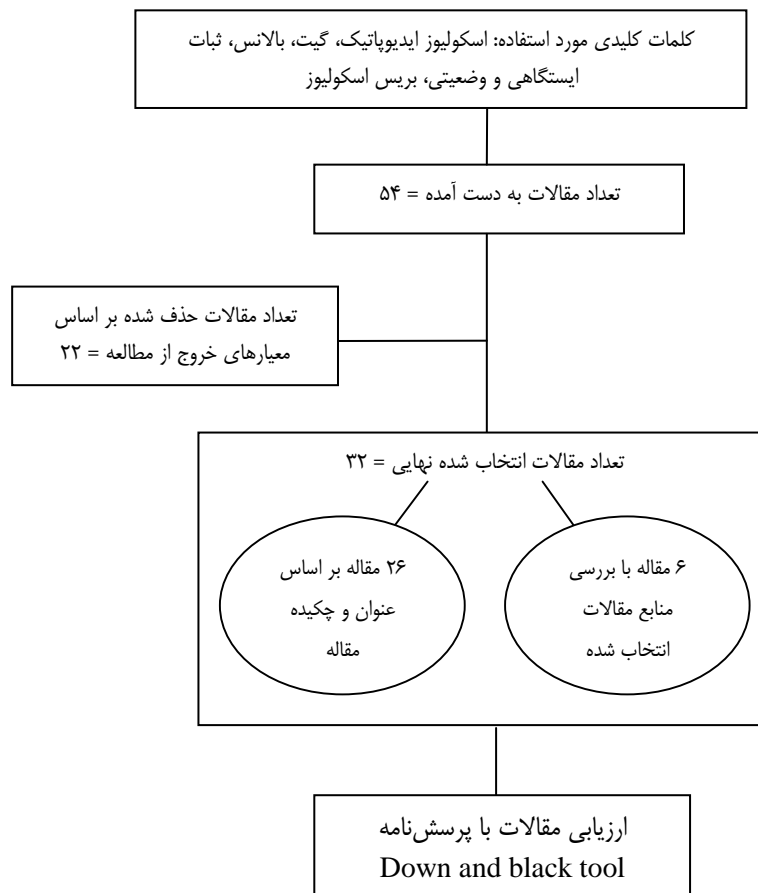 کلمات کلیدی مورد استفاده: اسکولیوز ایدیوپاتیک، گیت، بالانس، ثبات
ایستگاهی و وضعیتی، بریس اسکولیوز
تعداد مقالات به دست آمده = ۵۴
تعداد مقالات حذف شده بر اساس
معیارهای خروج از مطالعه = ۲۲
تعداد مقالات انتخاب شده نهایی = ۳۲
۶ مقاله با بررسی
منابع مقالات
انتخاب شده
۲۶ مقاله بر اساس
عنوان و چکیده
مقاله
ارزیابی مقالات با پرسش‌نامه
Down and black tool